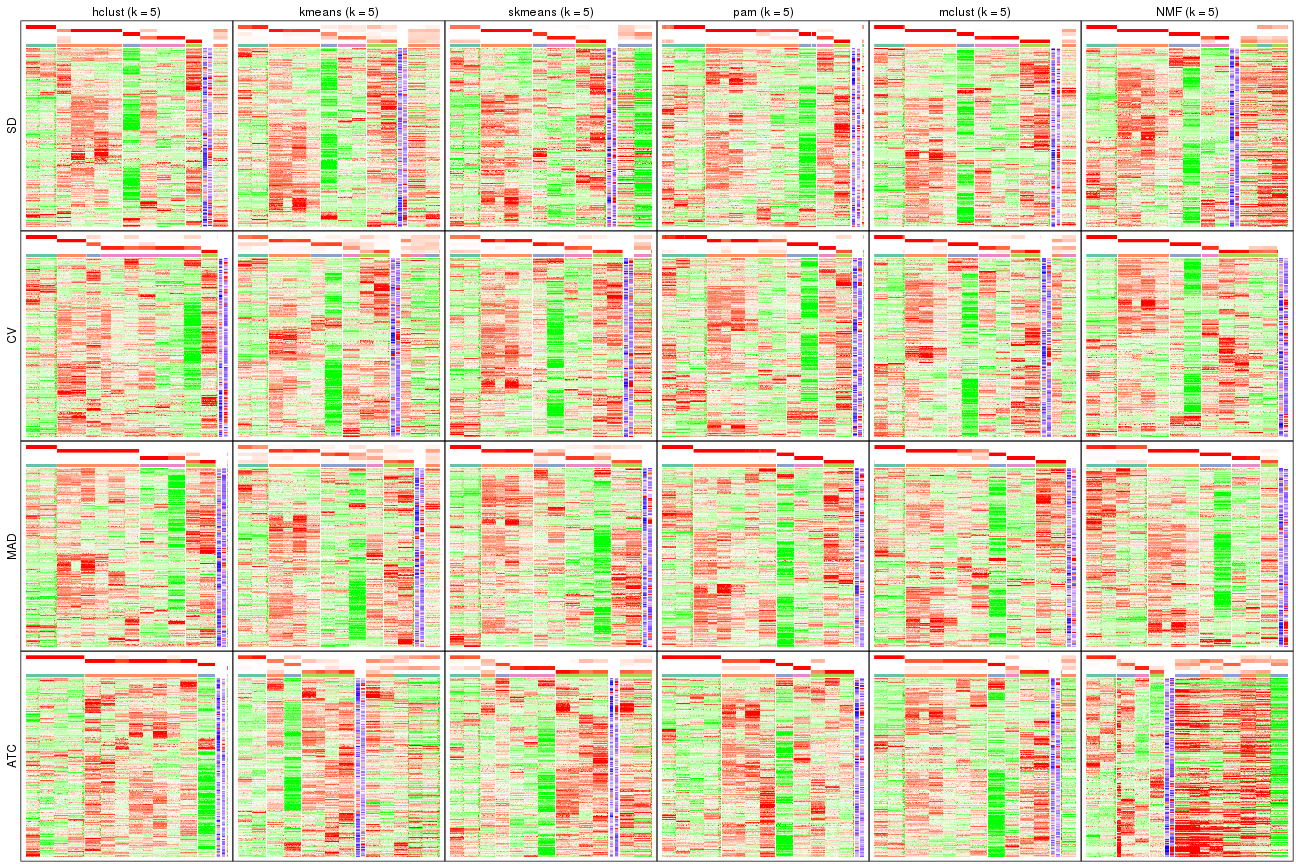 hclust (k = 5) kmeans (k = 5) skmeans (k = 5) pam (k = 5) mclust (k = 5) NMF (k = 5)
SD
CV
MAD
ATC